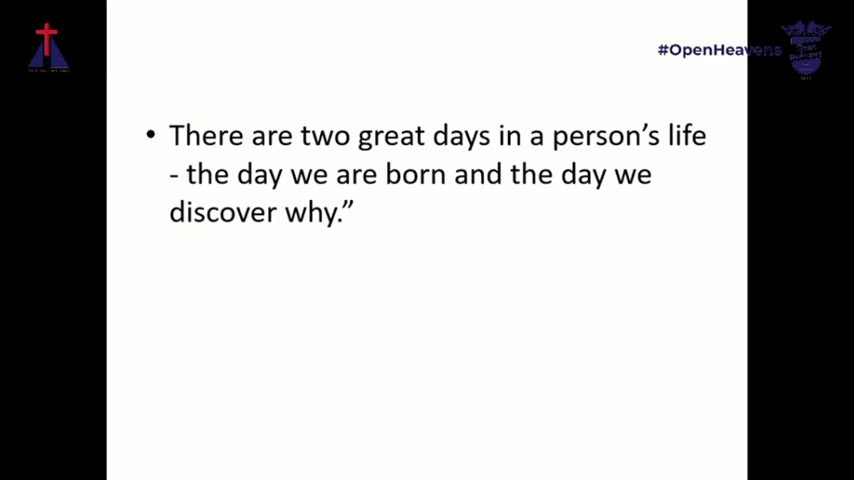 #OpenHeavens
• There are two great days in a person's life
- the day we are born and the day we
discover why.”